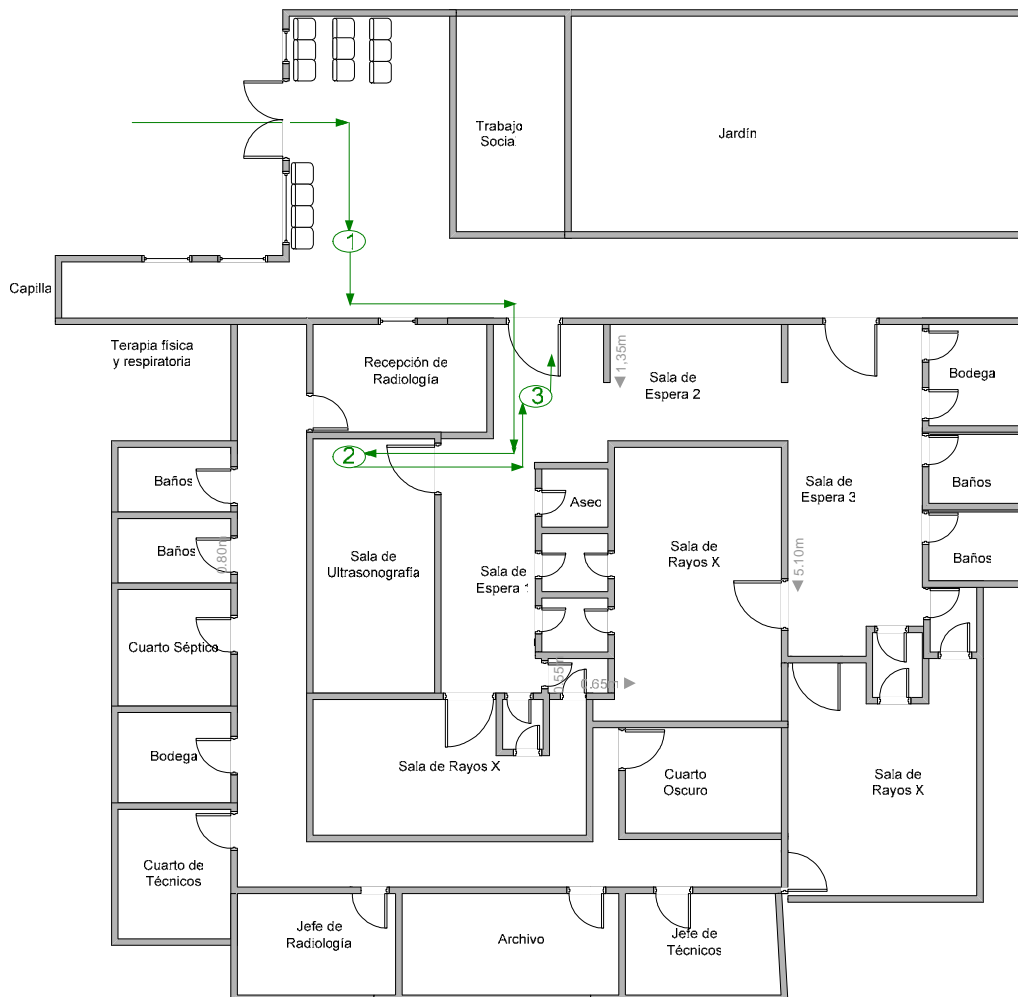 Trabajo
Social
Jardín
1
Capilla
Terapia física
y respiratoria
Recepción de
Radiología
1,35m
Sala de
Espera 2
Bodega
3
2
Baños
Aseo
Sala de
Espera 3
Baños
Baños
0.80m
Sala de
Ultrasonografía
Sala de
Espera 1
Sala de
Rayos X
5.10m
Baños
Cuarto Séptico
0.55m
0.65m
Bodega
Sala de Rayos X
Cuarto
Oscuro
Sala de
Rayos X
Cuarto de
Técnicos
Jefe de
Radiología
Archivo
Jefe de
Técnicos